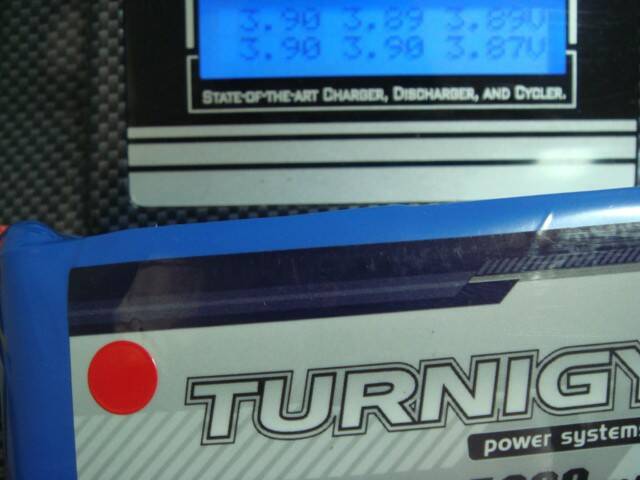 3.90 3.89 3.89V
3.90 3.90 3.87V
STATE-OF-THE-ART CHARGER, DISCHARGER, AND CYCLER.
TURNIGY
power systems